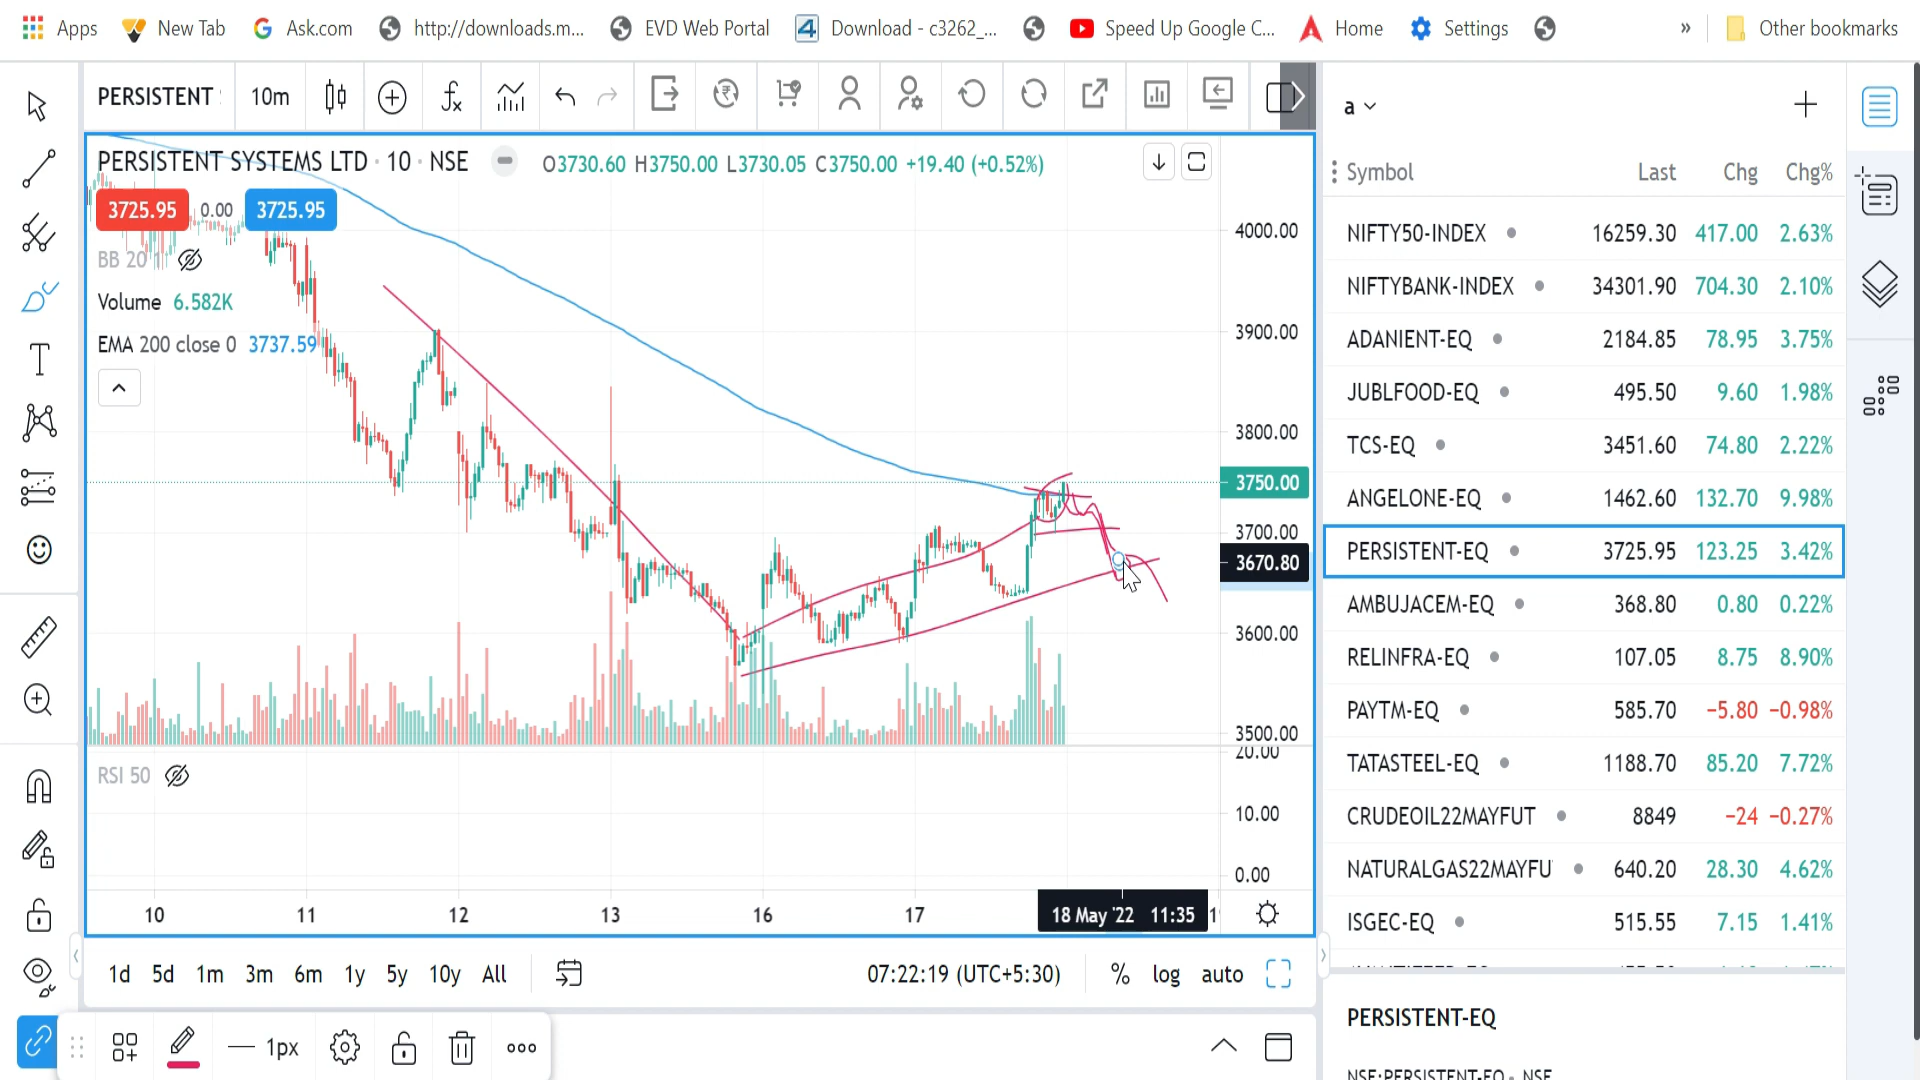 Apps New Tab Ask.com http://downloads.m... EVD Web Portal Download - c3262_... Speed Up Google C... Home Settings » Other bookmarks
PERSISTENT 10m
PERSISTENT SYSTEMS LTD · 10 · NSE O3730.60 H3750.00 L3730.05 C3750.00 +19.40 (+0.52%)
3725.95 0.00 3725.95
BB 20
Volume 6.582K
EMA 200 close 0 3737.59
4000.00
3900.00
3800.00
3750.00
3700.00
3670.80
3600.00
3500.00
RSI 50
20.00
10.00
0.00
10 11 12 13 16 17 18 May '22 11:35
1d 5d 1m 3m 6m 1y 5y 10y All 07:22:19 (UTC+5:30) % log auto
1px
a
Symbol Last Chg Chg%
NIFTY50-INDEX 16259.30 417.00 2.63%
NIFTYBANK-INDEX 34301.90 704.30 2.10%
ADANIENT-EQ 2184.85 78.95 3.75%
JUBLFOOD-EQ 495.50 9.60 1.98%
TCS-EQ 3451.60 74.80 2.22%
ANGELONE-EQ 1462.60 132.70 9.98%
PERSISTENT-EQ 3725.95 123.25 3.42%
AMBUJACEM-EQ 368.80 0.80 0.22%
RELINFRA-EQ 107.05 8.75 8.90%
PAYTM-EQ 585.70 −5.80 −0.98%
TATASTEEL-EQ 1188.70 85.20 7.72%
CRUDEOIL22MAYFUT 8849 −24 −0.27%
NATURALGAS22MAYFU 640.20 28.30 4.62%
ISGEC-EQ 515.55 7.15 1.41%
PERSISTENT-EQ
NSE:PERSISTENT-EQ · NSE